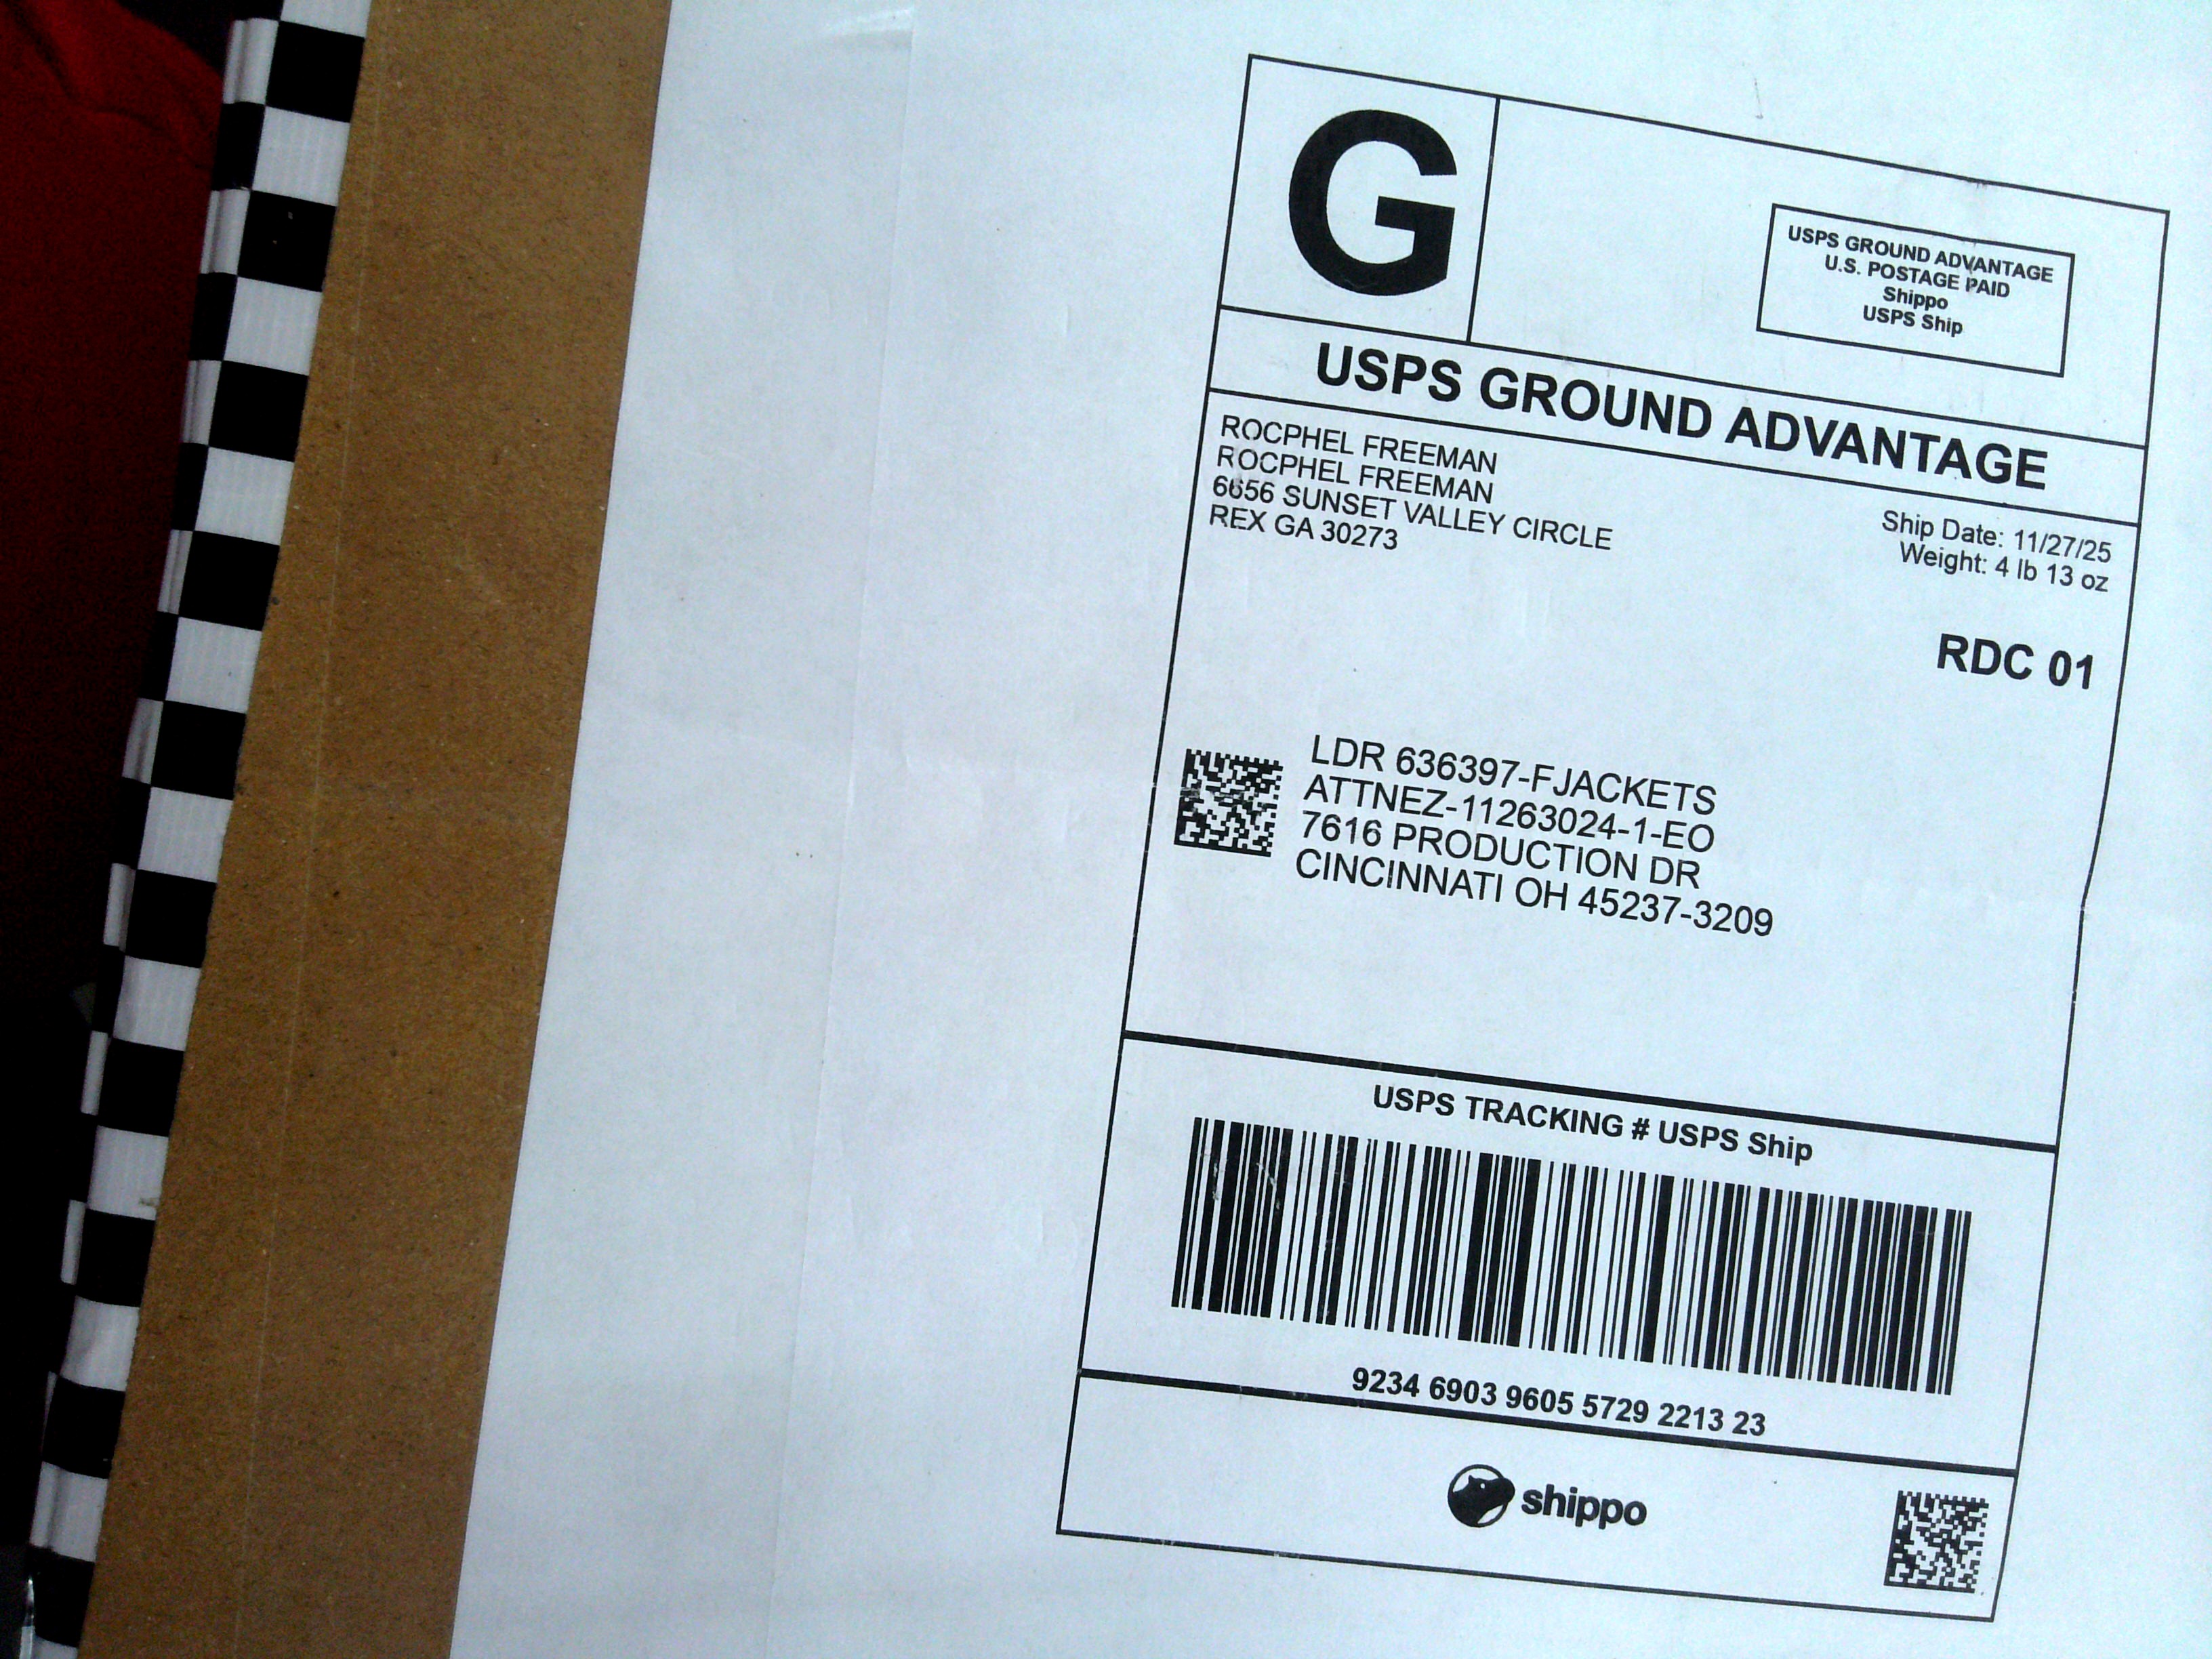 G
USPS GROUND ADVANTAGE
U.S. POSTAGE PAID
Shippo
USPS Ship
USPS GROUND ADVANTAGE
ROCPHEL FREEMAN
ROCPHEL FREEMAN
6656 SUNSET VALLEY CIRCLE
REX GA 30273
Ship Date: 11/27/25
Weight: 4 lb 13 oz
RDC 01
LDR 636397-FJACKETS
ATTNEZ-11263024-1-EO
7616 PRODUCTION DR
CINCINNATI OH 45237-3209
USPS TRACKING # USPS Ship
9234 6903 9605 5729 2213 23
shippo